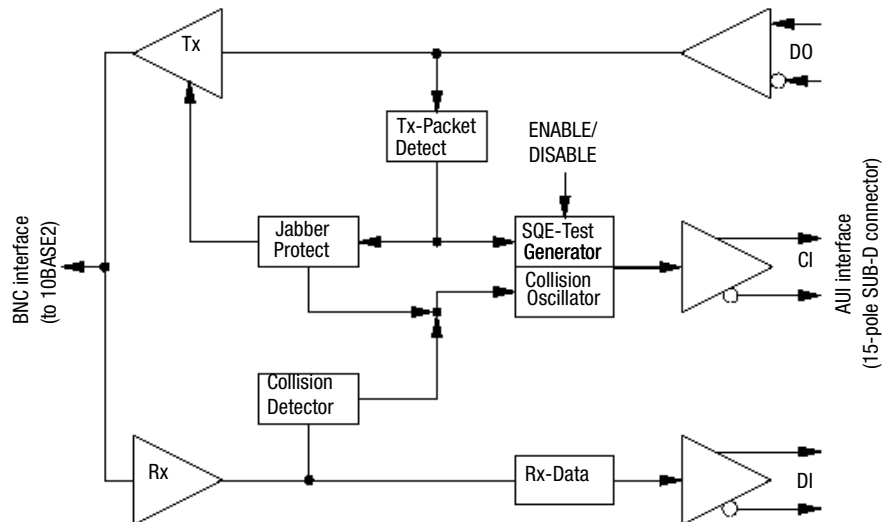 Tx
DO
Tx-Packet
Detect
ENABLE/
DISABLE
BNC interface
(to 10BASE2)
Jabber
Protect
SQE-Test
Generator
Collision
Oscillator
CI
AUI interface
(15-pole SUB-D connector)
Collision
Detector
Rx
Rx-Data
DI